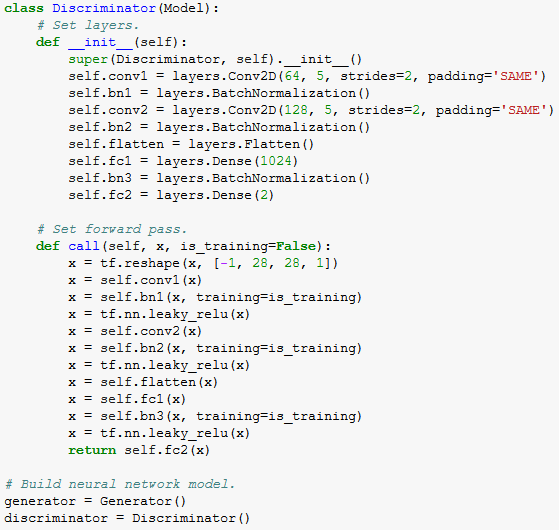 class Discriminator(Model):
    # Set layers.
    def __init__(self):
        super(Discriminator, self).__init__()
        self.conv1 = layers.Conv2D(64, 5, strides=2, padding='SAME')
        self.bn1 = layers.BatchNormalization()
        self.conv2 = layers.Conv2D(128, 5, strides=2, padding='SAME')
        self.bn2 = layers.BatchNormalization()
        self.flatten = layers.Flatten()
        self.fc1 = layers.Dense(1024)
        self.bn3 = layers.BatchNormalization()
        self.fc2 = layers.Dense(2)

    # Set forward pass.
    def call(self, x, is_training=False):
        x = tf.reshape(x, [-1, 28, 28, 1])
        x = self.conv1(x)
        x = self.bn1(x, training=is_training)
        x = tf.nn.leaky_relu(x)
        x = self.conv2(x)
        x = self.bn2(x, training=is_training)
        x = tf.nn.leaky_relu(x)
        x = self.flatten(x)
        x = self.fc1(x)
        x = self.bn3(x, training=is_training)
        x = tf.nn.leaky_relu(x)
        return self.fc2(x)

# Build neural network model.
generator = Generator()
discriminator = Discriminator()